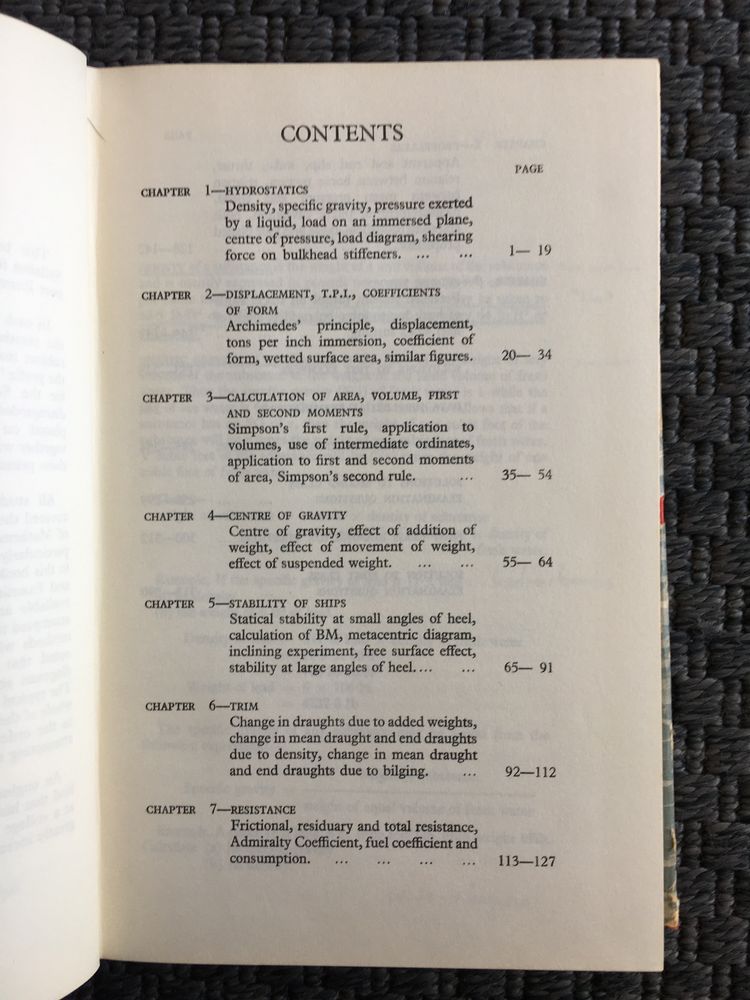 CONTENTS
PAGE
CHAPTER 1—HYDROSTATICS
Density, specific gravity, pressure exerted
by a liquid, load on an immersed plane,
centre of pressure, load diagram, shearing
force on bulkhead stiffeners. ... ... 1— 19
CHAPTER 2—DISPLACEMENT, T.P.I., COEFFICIENTS
OF FORM
Archimedes' principle, displacement,
tons per inch immersion, coefficient of
form, wetted surface area, similar figures. 20— 34
CHAPTER 3—CALCULATION OF AREA, VOLUME, FIRST
AND SECOND MOMENTS
Simpson's first rule, application to
volumes, use of intermediate ordinates,
application to first and second moments
of area, Simpson's second rule. ... 35— 54
CHAPTER 4—CENTRE OF GRAVITY
Centre of gravity, effect of addition of
weight, effect of movement of weight,
effect of suspended weight. ... ... 55— 64
CHAPTER 5—STABILITY OF SHIPS
Statical stability at small angles of heel,
calculation of BM, metacentric diagram,
inclining experiment, free surface effect,
stability at large angles of heel.... ... 65— 91
CHAPTER 6—TRIM
Change in draughts due to added weights,
change in mean draught and end draughts
due to density, change in mean draught
and end draughts due to bilging. ... 92—112
CHAPTER 7—RESISTANCE
Frictional, residuary and total resistance,
Admiralty Coefficient, fuel coefficient and
consumption. ... ... ... ... 113—127